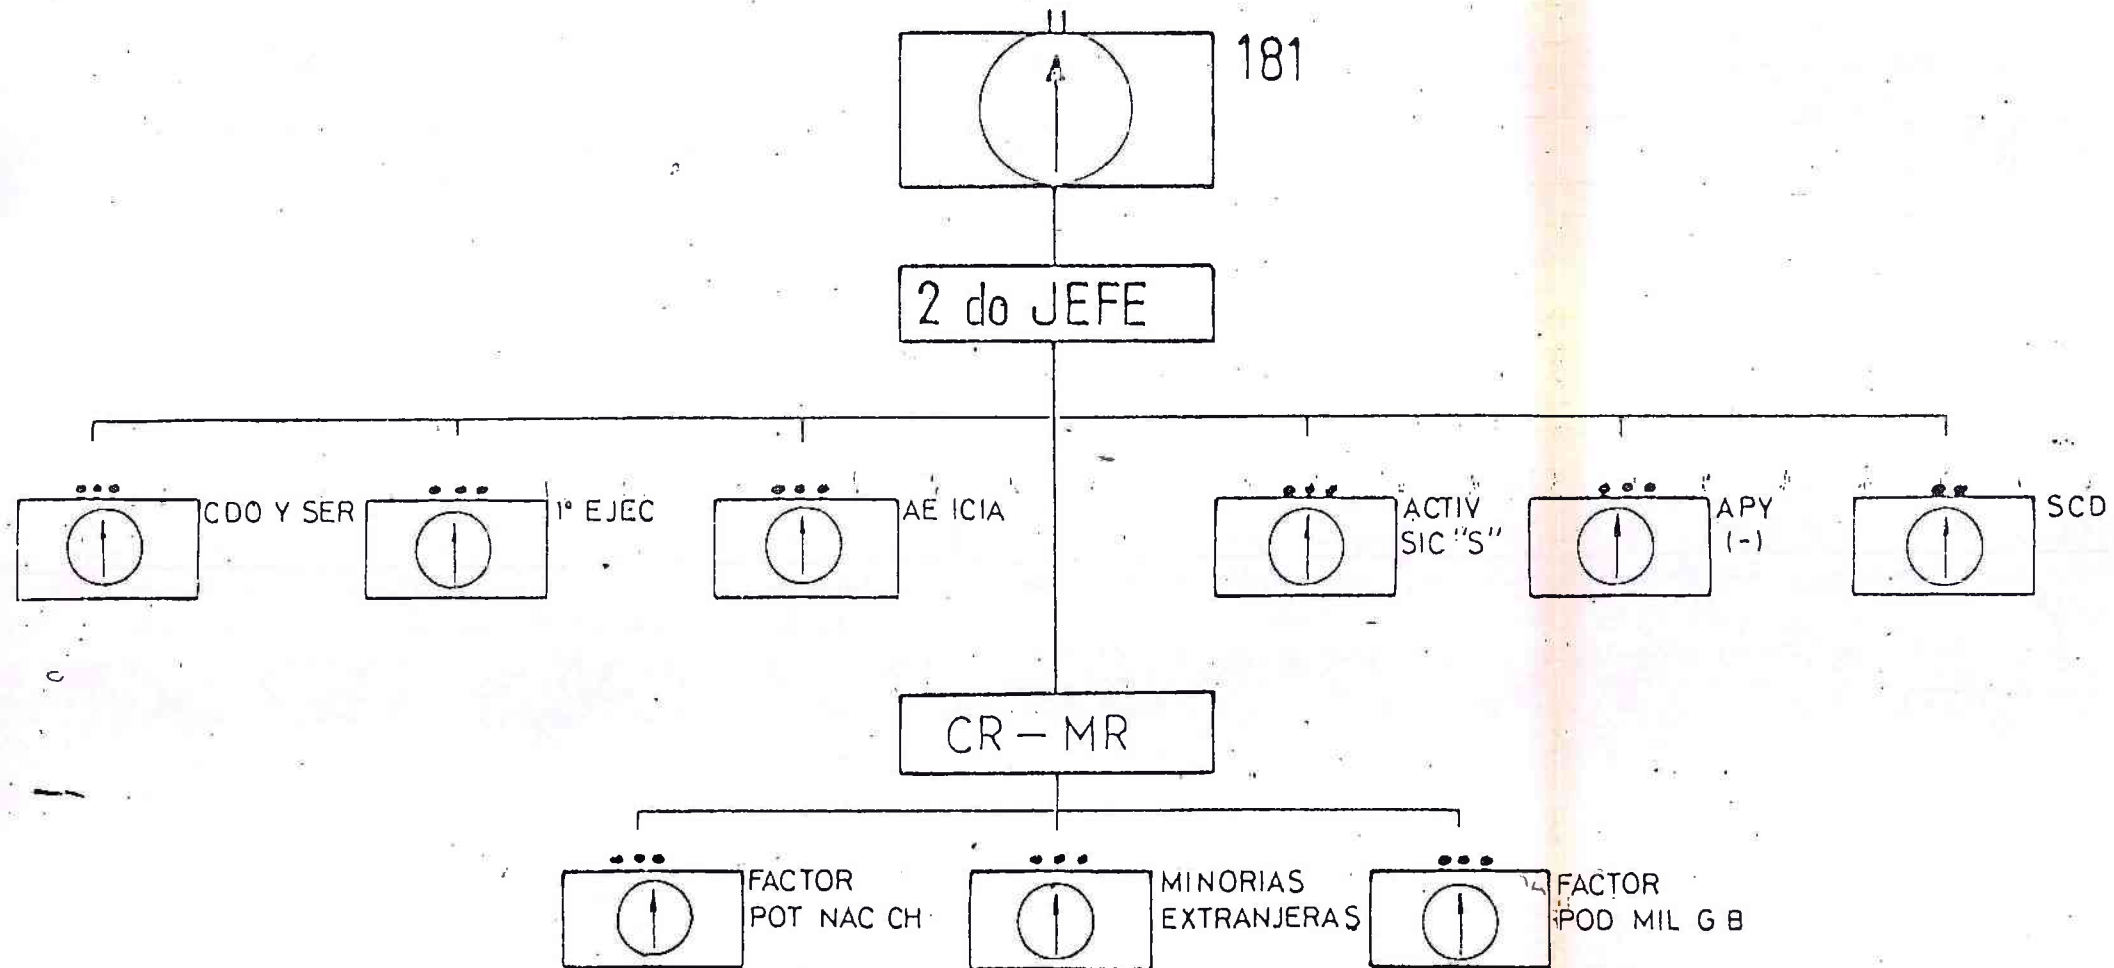 181
2 do JEFE
CDO Y SER
1º EJEC
AE ICIA
ACTIV
SIC "S"
APY
(-)
SCD
CR - MR
FACTOR
POT NAC CH
MINORIAS
EXTRANJERAS
FACTOR
POD MIL G B